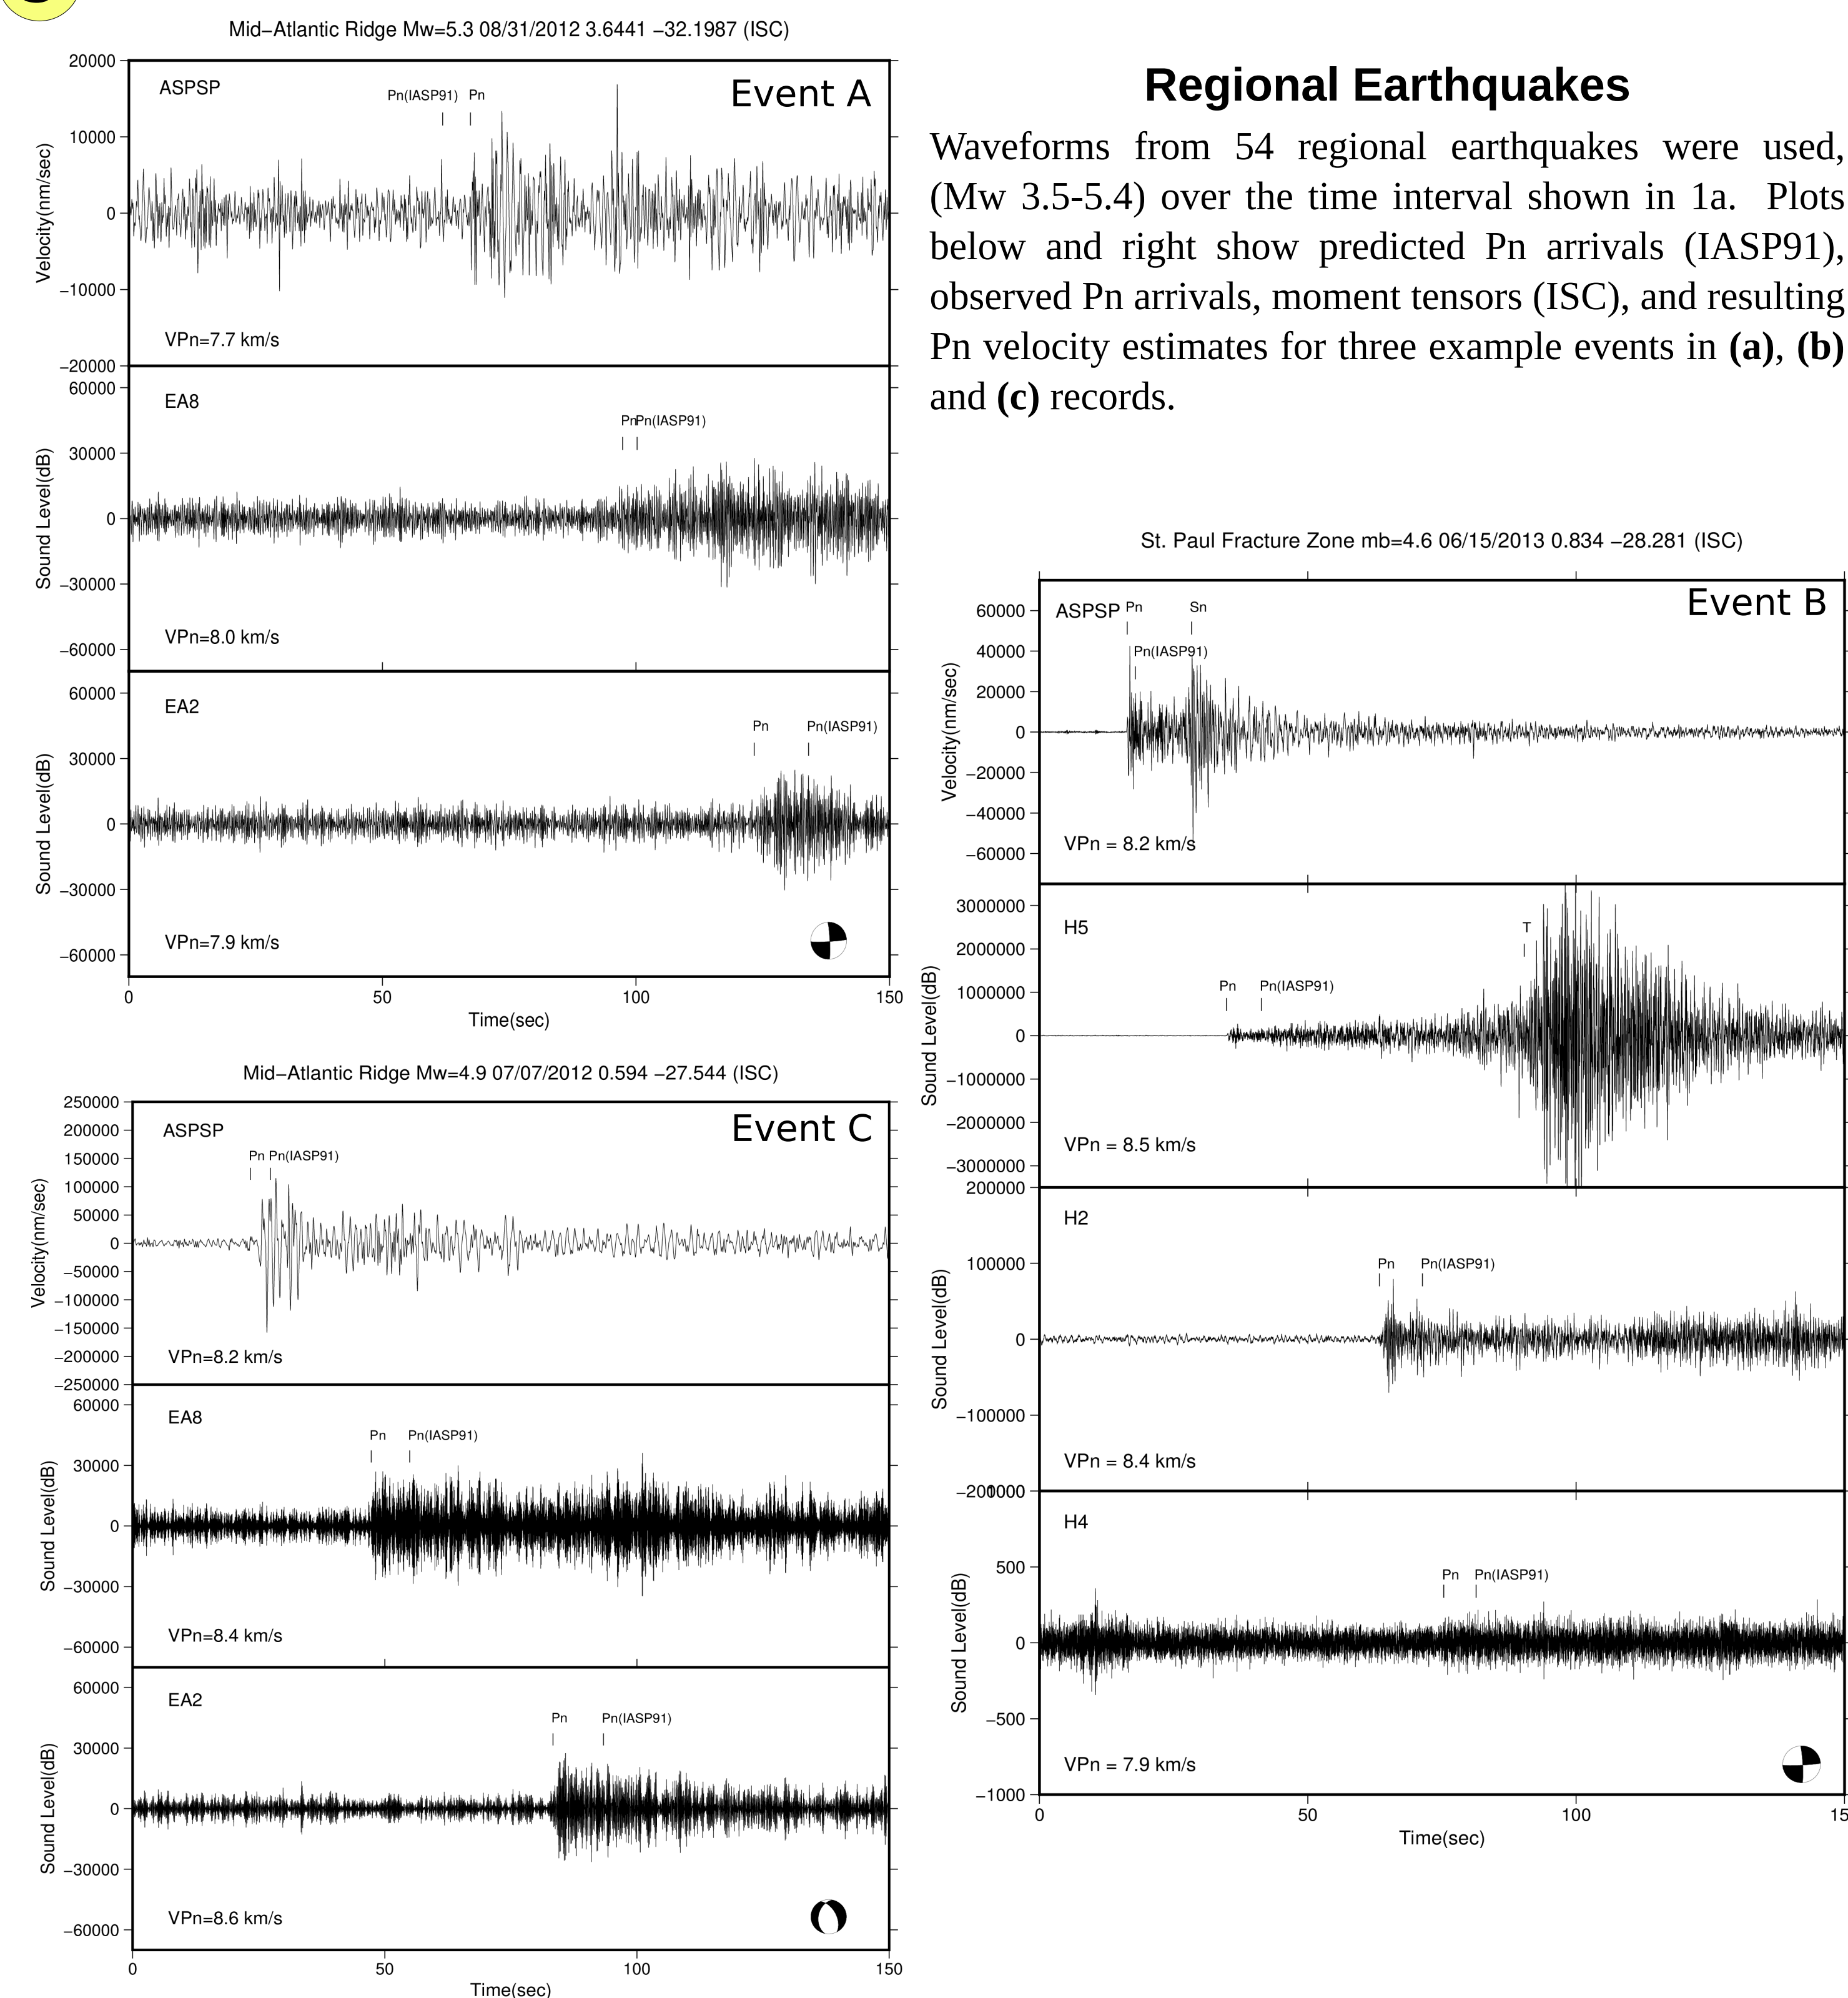 Mid−Atlantic Ridge Mw=5.3 08/31/2012 3.6441 −32.1987 (ISC)
Event A
ASPSP
Pn(IASP91) Pn
20000
10000
0
−10000
−20000
Velocity(nm/sec)
VPn=7.7 km/s
EA8
Pn Pn(IASP91)
60000
30000
0
−30000
−60000
Sound Level(dB)
VPn=8.0 km/s
EA2
Pn Pn(IASP91)
60000
30000
0
−30000
−60000
Sound Level(dB)
VPn=7.9 km/s
0 50 100 150
Time(sec)
Regional Earthquakes
Waveforms from 54 regional earthquakes were used,
(Mw 3.5-5.4) over the time interval shown in 1a. Plots
below and right show predicted Pn arrivals (IASP91),
observed Pn arrivals, moment tensors (ISC), and resulting
Pn velocity estimates for three example events in (a), (b)
and (c) records.
Mid−Atlantic Ridge Mw=4.9 07/07/2012 0.594 −27.544 (ISC)
Event C
ASPSP
Pn Pn(IASP91)
250000
200000
150000
100000
50000
0
−50000
−100000
−150000
−200000
−250000
Velocity(nm/sec)
VPn=8.2 km/s
EA8
Pn Pn(IASP91)
60000
30000
0
−30000
−60000
Sound Level(dB)
VPn=8.4 km/s
EA2
Pn Pn(IASP91)
60000
30000
0
−30000
−60000
Sound Level(dB)
VPn=8.6 km/s
0 50 100 150
Time(sec)
St. Paul Fracture Zone mb=4.6 06/15/2013 0.834 −28.281 (ISC)
Event B
ASPSP Pn Sn
Pn(IASP91)
60000
40000
20000
0
−20000
−40000
−60000
Velocity(nm/sec)
VPn = 8.2 km/s
H5
T
Pn Pn(IASP91)
3000000
2000000
1000000
0
−1000000
−2000000
−3000000
Sound Level(dB)
VPn = 8.5 km/s
H2
Pn Pn(IASP91)
200000
100000
0
−100000
−200000
Sound Level(dB)
VPn = 8.4 km/s
H4
Pn Pn(IASP91)
1000
500
0
−500
−1000
Sound Level(dB)
VPn = 7.9 km/s
0 50 100 15
Time(sec)